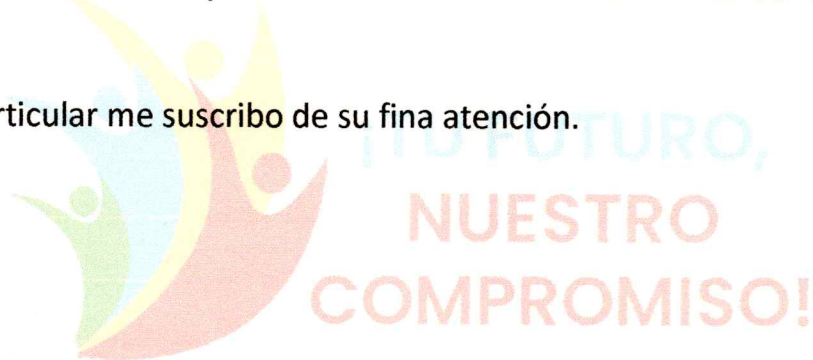 rticular me suscribo de su fina atención.
¡TU FUTURO,
NUESTRO
COMPROMISO!